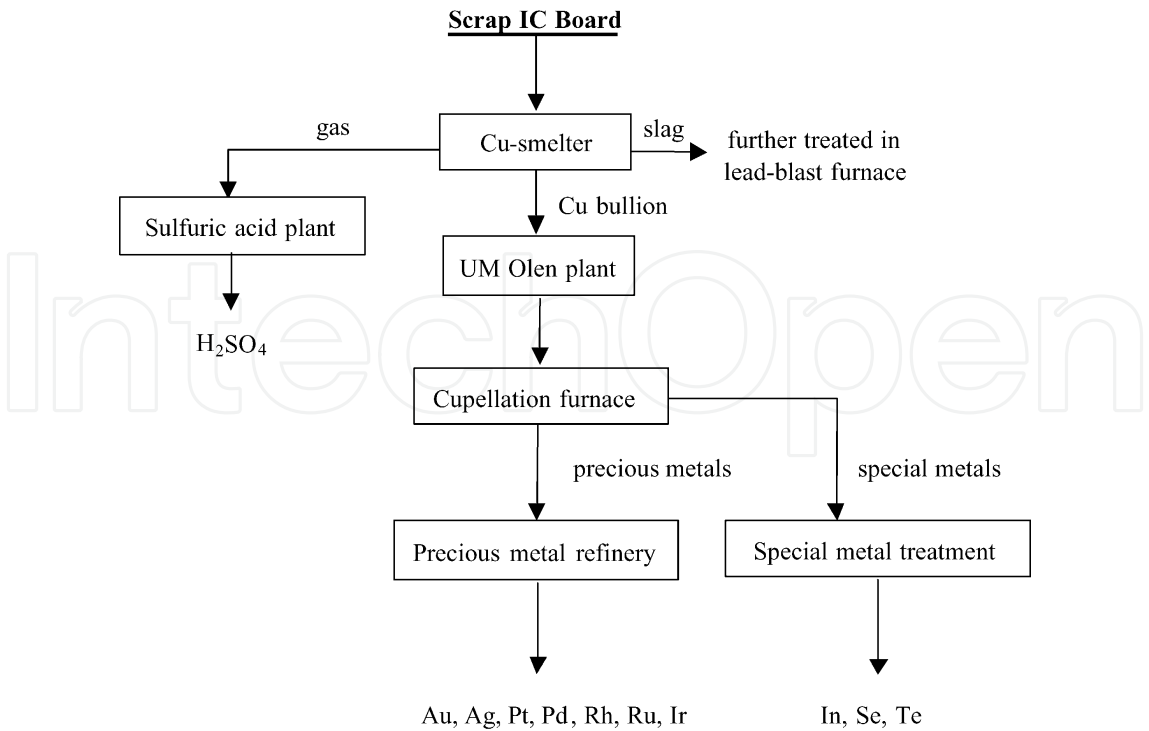 Scrap IC Board
gas
Cu-smelter
slag
further treated in
lead-blast furnace
Cu bullion
Sulfuric acid plant
UM Olen plant
H₂SO₄
IntechOpen
Cupellation furnace
precious metals
special metals
Precious metal refinery
Special metal treatment
Au, Ag, Pt, Pd, Rh, Ru, Ir
In, Se, Te